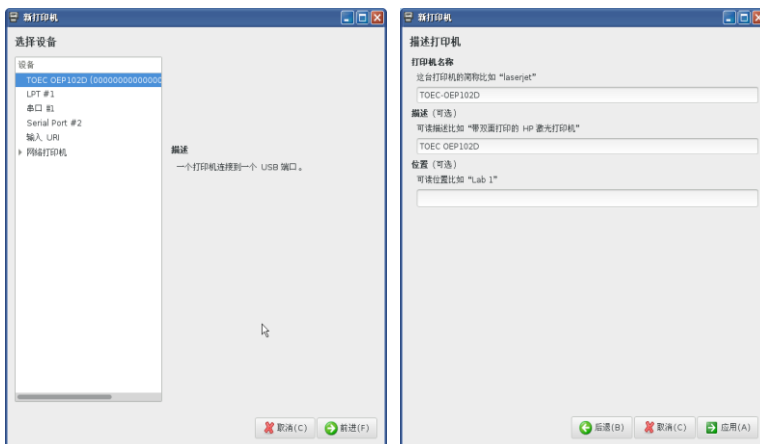 新打印机
选择设备
设备
TOEC OEP102D (00000000000000
LPT #1
串口 #1
Serial Port #2
输入 URI
网络打印机
描述
一个打印机连接到一个 USB 端口。
取消(C)
前进(F)
新打印机
描述打印机
打印机名称
这台打印机的简称比如 “laserjet”
TOEC-OEP102D
描述 (可选)
可读描述比如 “带双面打印的 HP 激光打印机”
TOEC OEP102D
位置 (可选)
可读位置比如 “Lab 1”
后退(B)
取消(C)
应用(A)